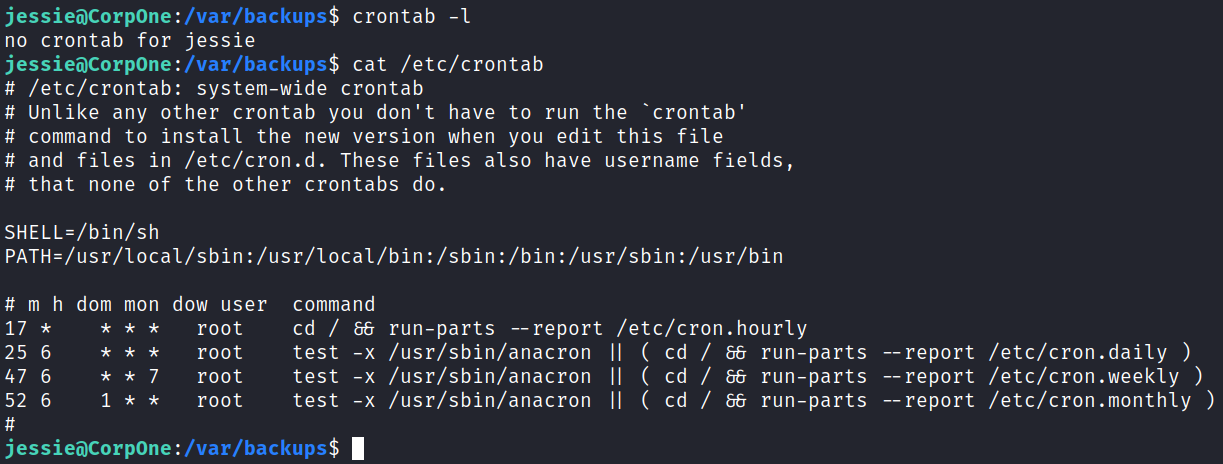 jessie@CorpOne:/var/backups$ crontab -l
no crontab for jessie
jessie@CorpOne:/var/backups$ cat /etc/crontab
# /etc/crontab: system-wide crontab
# Unlike any other crontab you don't have to run the `crontab'
# command to install the new version when you edit this file
# and files in /etc/cron.d. These files also have username fields,
# that none of the other crontabs do.

SHELL=/bin/sh
PATH=/usr/local/sbin:/usr/local/bin:/sbin:/bin:/usr/sbin:/usr/bin

# m h dom mon dow user  command
17 *    * * *   root    cd / && run-parts --report /etc/cron.hourly
25 6    * * *   root    test -x /usr/sbin/anacron || ( cd / && run-parts --report /etc/cron.daily )
47 6    * * 7   root    test -x /usr/sbin/anacron || ( cd / && run-parts --report /etc/cron.weekly )
52 6    1 * *   root    test -x /usr/sbin/anacron || ( cd / && run-parts --report /etc/cron.monthly )
#
jessie@CorpOne:/var/backups$